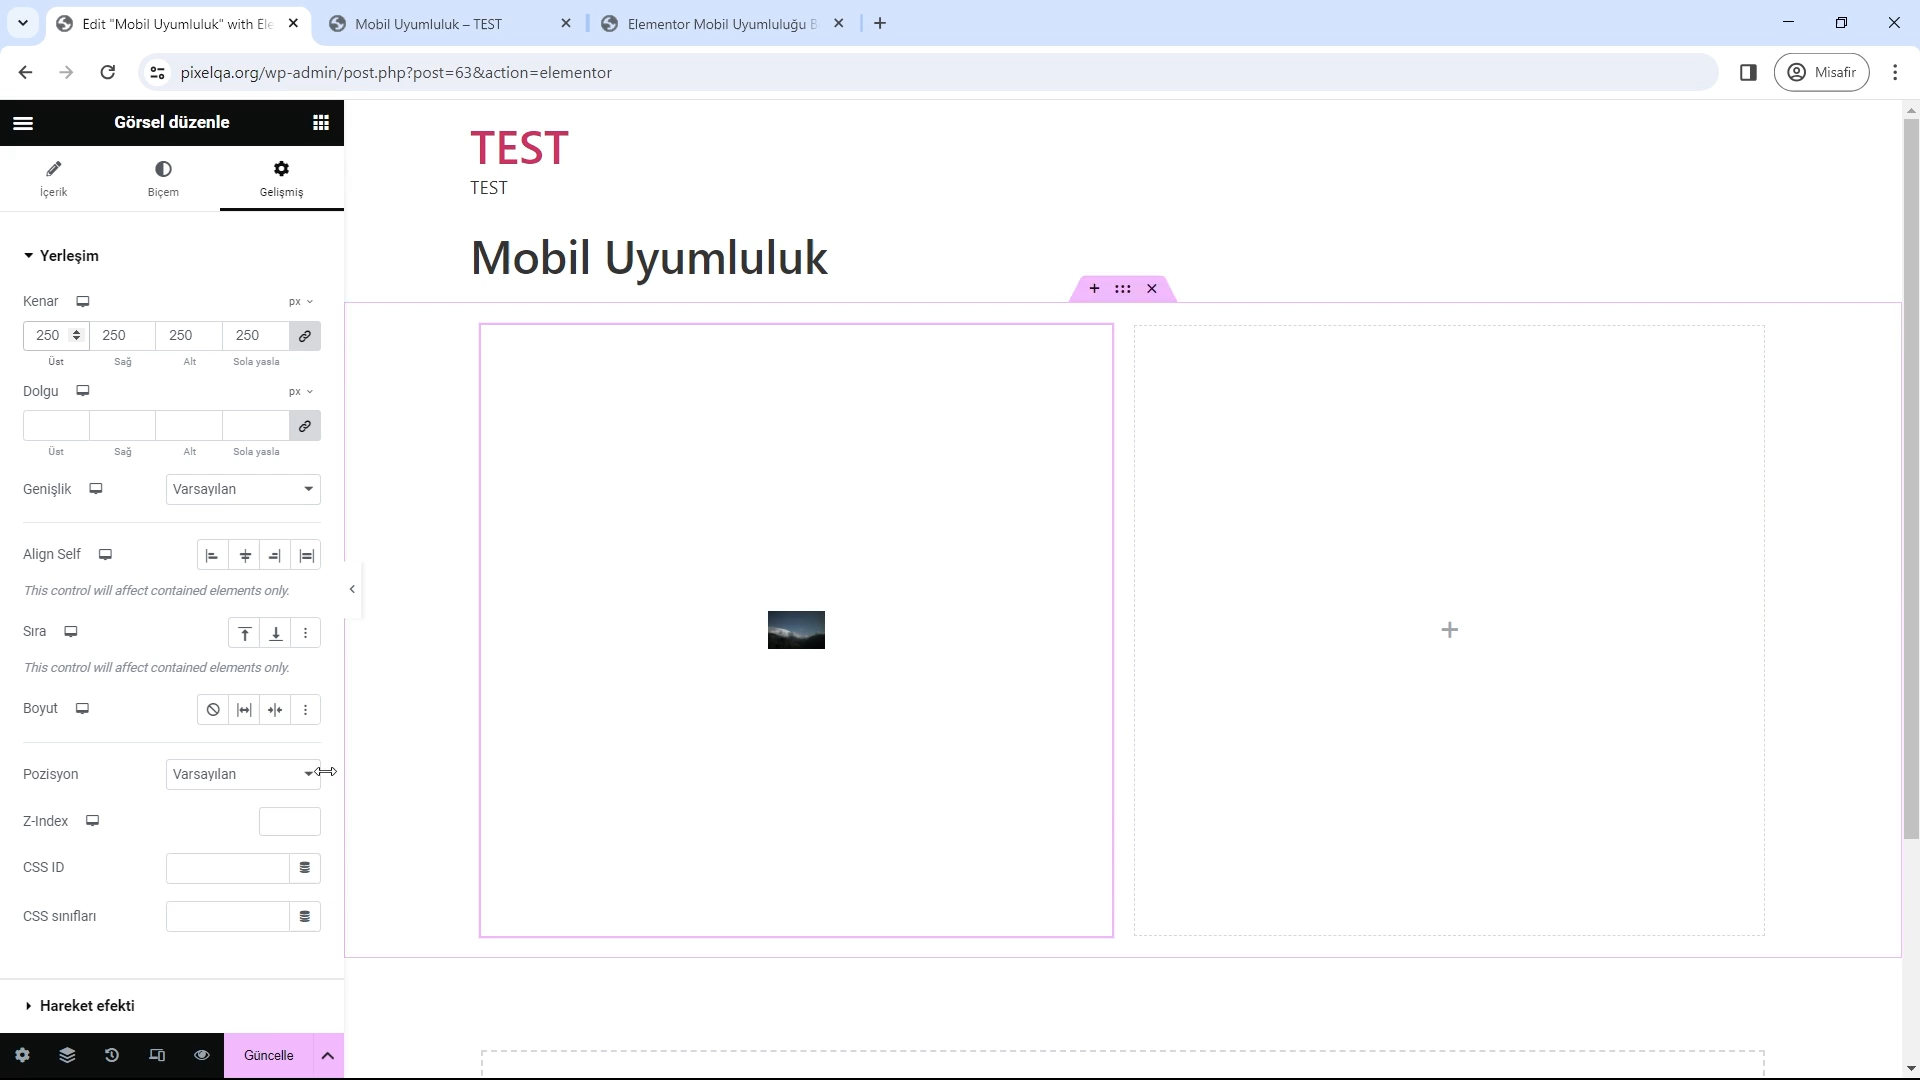 Edit "Mobil Uyumluluk" with Ele
Mobil Uyumluluk – TEST
Elementor Mobil Uyumluluğu B
pixelqa.org/wp-admin/post.php?post=63&action=elementor
Misafir
Görsel düzenle
İçerik
Biçem
Gelişmiş
Yerleşim
Kenar
px
250
250
250
250
Üst
Sağ
Alt
Sola yasla
Dolgu
px
Üst
Sağ
Alt
Sola yasla
Genişlik
Varsayılan
Align Self
This control will affect contained elements only.
Sıra
This control will affect contained elements only.
Boyut
Pozisyon
Varsayılan
Z-Index
CSS ID
CSS sınıfları
Hareket efekti
Güncelle
TEST
TEST
Mobil Uyumluluk